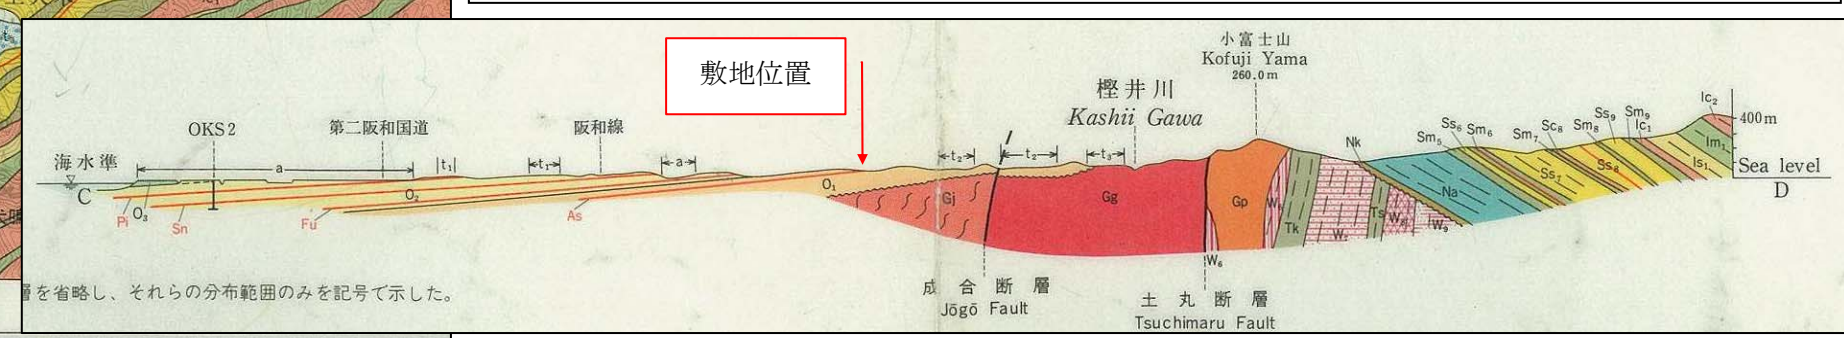 敷地位置
小富士山
Kofuji Yama
260.0m
樫井川
Kashii Gawa
OKS2
第二阪和国道
阪和線
海水準
C
a
t₁
t₁
a
t₂
t₂
t₃
Pi
O₃
Sn
O₂
Fu
As
O₁
Gj
Gg
Gp
W₆
Tk
Nk
Ts
W₉
Na
Sm₅
Ss₆
Sm₆
Ss₇
Sm₇
Sc₈
Sm₈
Ss₈
Ss₉
Sm₉
Ic₁
Is₁
Im₁
Ic₂
400m
Sea level
D
成合断層
Jōgō Fault
土丸断層
Tsuchimaru Fault
を省略し、それらの分布範囲のみを記号で示した。